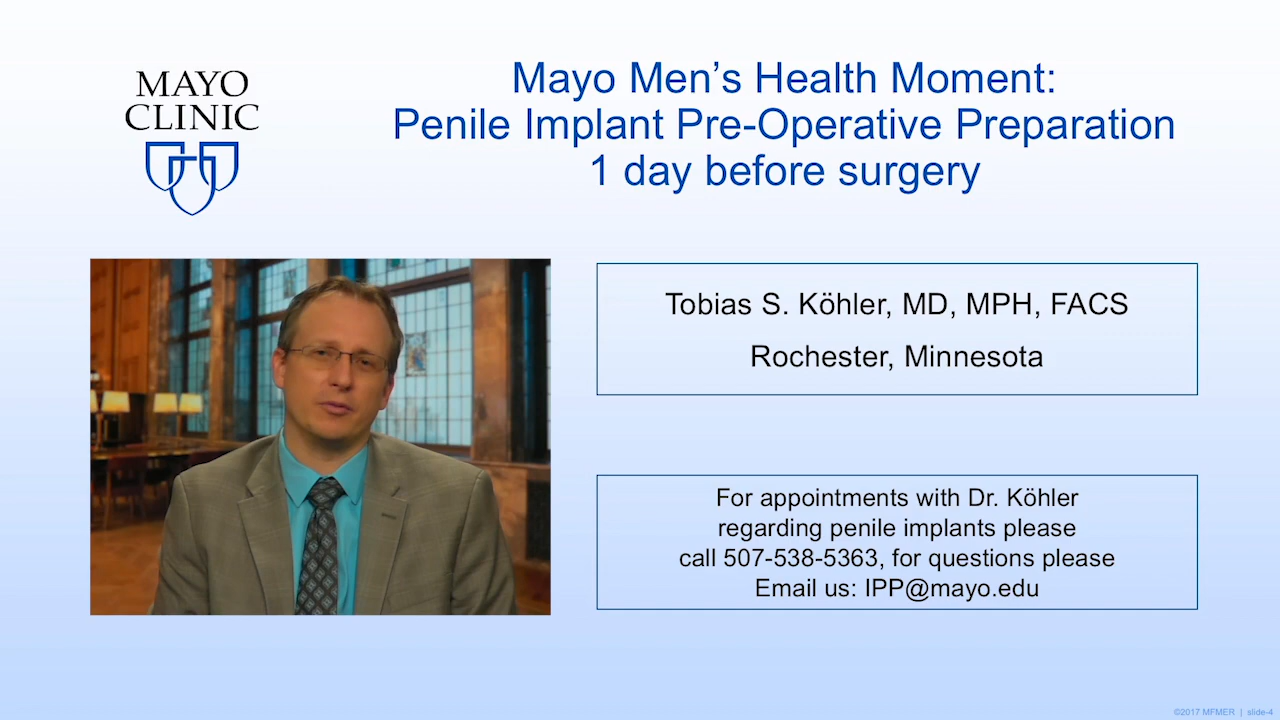 MAYO
CLINIC
Mayo Men’s Health Moment:
Penile Implant Pre-Operative Preparation
1 day before surgery
Tobias S. Köhler, MD, MPH, FACS
Rochester, Minnesota
For appointments with Dr. Köhler
regarding penile implants please
call 507-538-5363, for questions please
Email us: IPP@mayo.edu
©2017 MFMER | slide-4